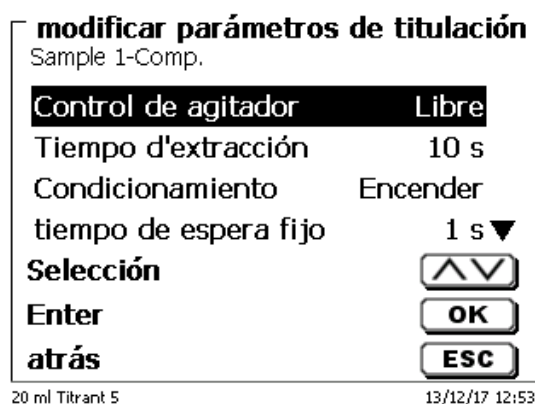 modificar parámetros de titulación
Sample 1-Comp.
Control de agitador Libre
Tiempo d'extracción 10 s
Condicionamiento Encender
tiempo de espera fijo 1 s▼
Selección
Enter OK
atrás ESC
20 ml Titrant 5 13/12/17 12:53